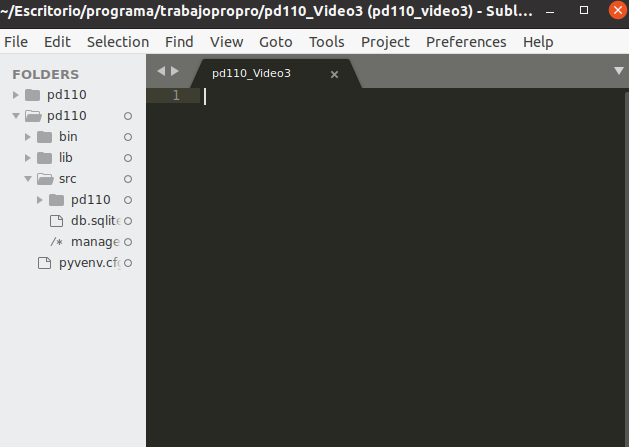 ~/Escritorio/programa/trabajopropro/pd110_Video3 (pd110_video3) - Subl...
File Edit Selection Find View Goto Tools Project Preferences Help
FOLDERS
pd110
pd110
bin
lib
src
pd110
db.sqlite
manage
pyvenv.cfg
pd110_Video3
1